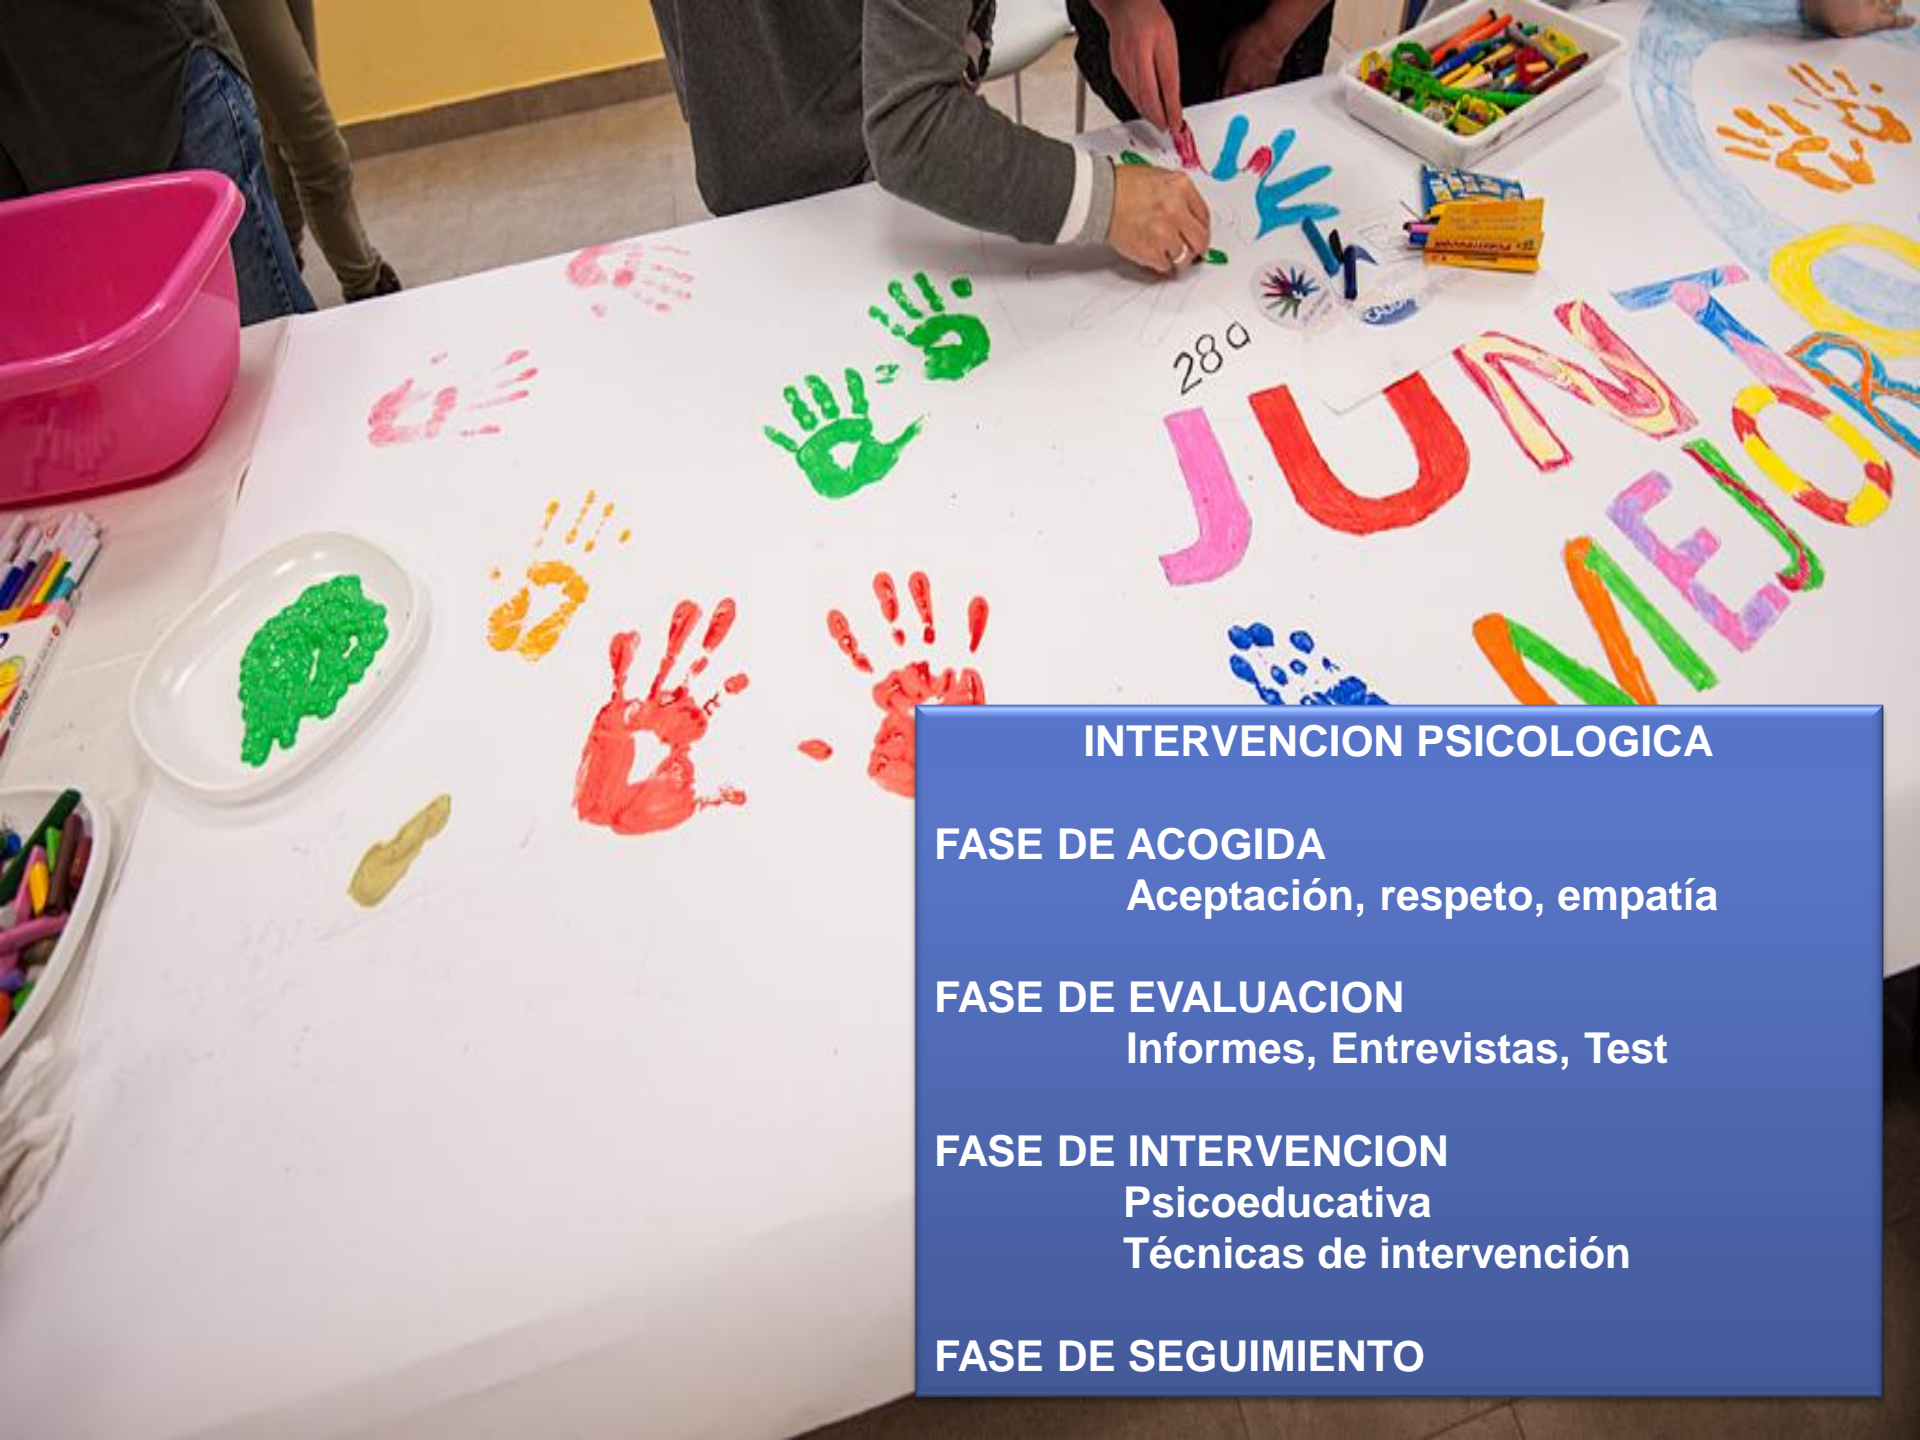 28a
JUNTO
MEJOR
INTERVENCION PSICOLOGICA
FASE DE ACOGIDA
Aceptación, respeto, empatía
FASE DE EVALUACION
Informes, Entrevistas, Test
FASE DE INTERVENCION
Psicoeducativa
Técnicas de intervención
FASE DE SEGUIMIENTO